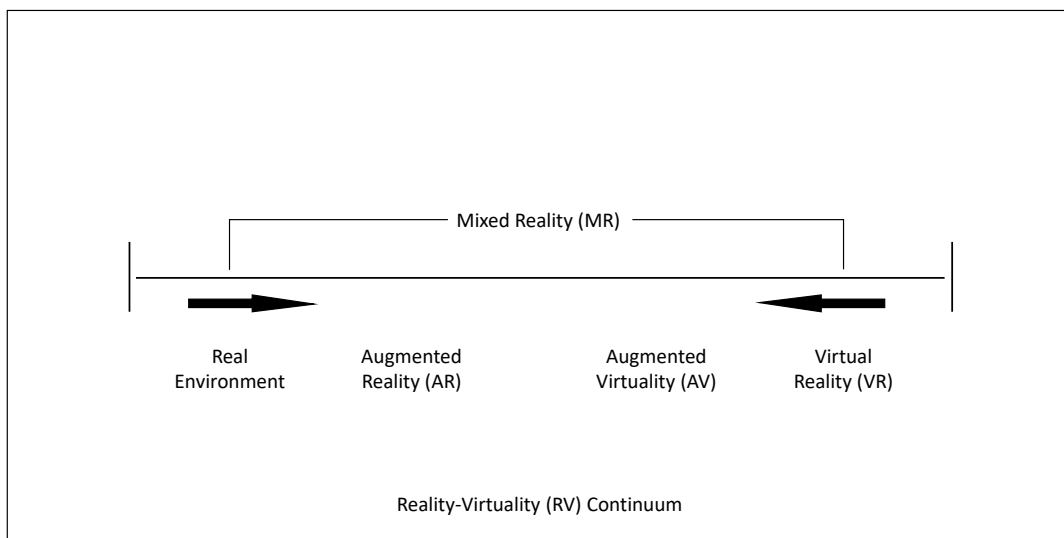 Mixed Reality (MR)
Real
Environment
Augmented
Reality (AR)
Augmented
Virtuality (AV)
Virtual
Reality (VR)
Reality-Virtuality (RV) Continuum